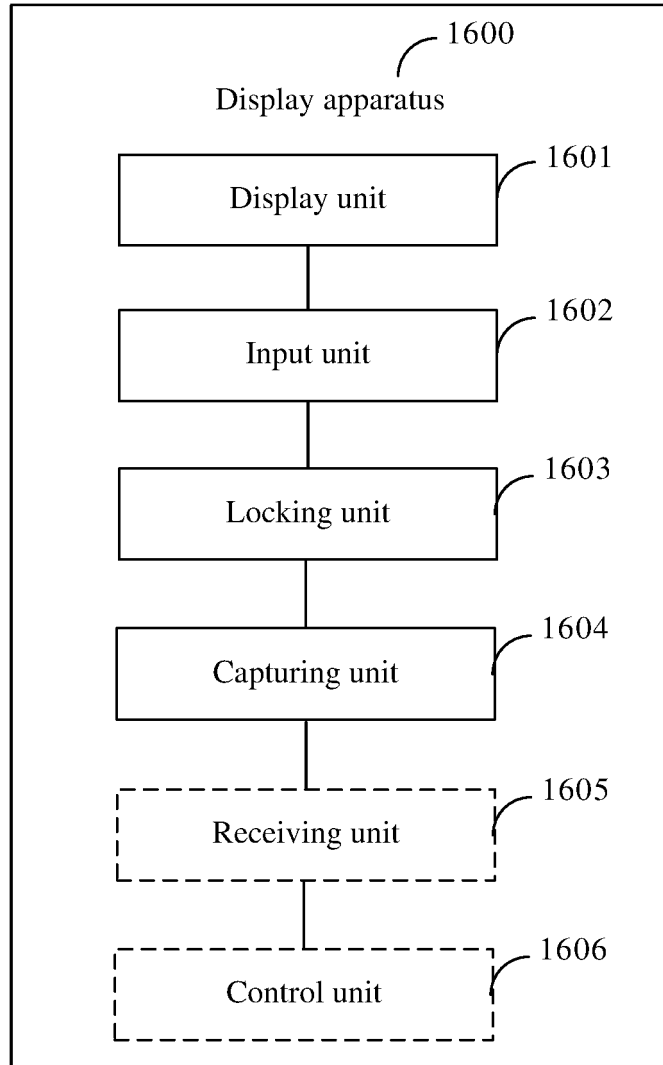 1600
Display apparatus
1601
Display unit
1602
Input unit
1603
Locking unit
1604
Capturing unit
1605
Receiving unit
1606
Control unit